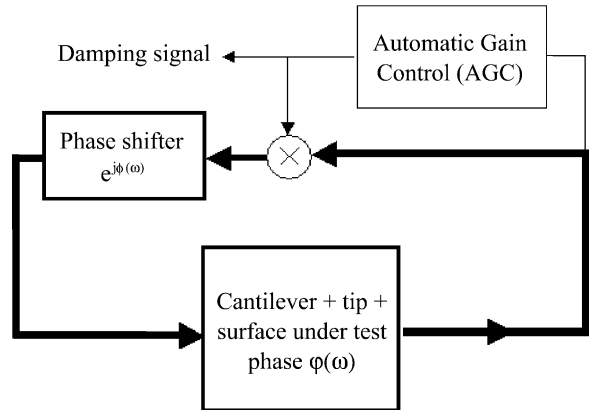 Damping signal
Automatic Gain
Control (AGC)
Phase shifter
e^jϕ(ω)
Cantilever + tip +
surface under test
phase φ(ω)